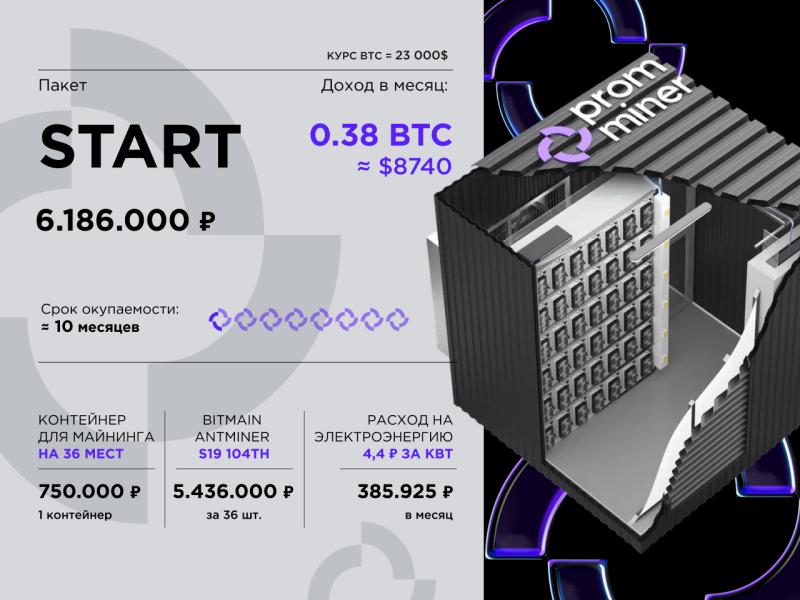 КУРС BTC = 23 000$
Пакет
Доход в месяц:
START
0.38 BTC
≈ $8740
6.186.000 ₽
Срок окупаемости:
≈ 10 месяцев
КОНТЕЙНЕР
ДЛЯ МАЙНИНГА
НА 36 МЕСТ
750.000 ₽
1 контейнер
BITMAIN
ANTMINER
S19 104TH
5.436.000 ₽
за 36 шт.
РАСХОД НА
ЭЛЕКТРОЭНЕРГИЮ
4,4 ₽ ЗА КВТ
385.925 ₽
в месяц
prom
miner